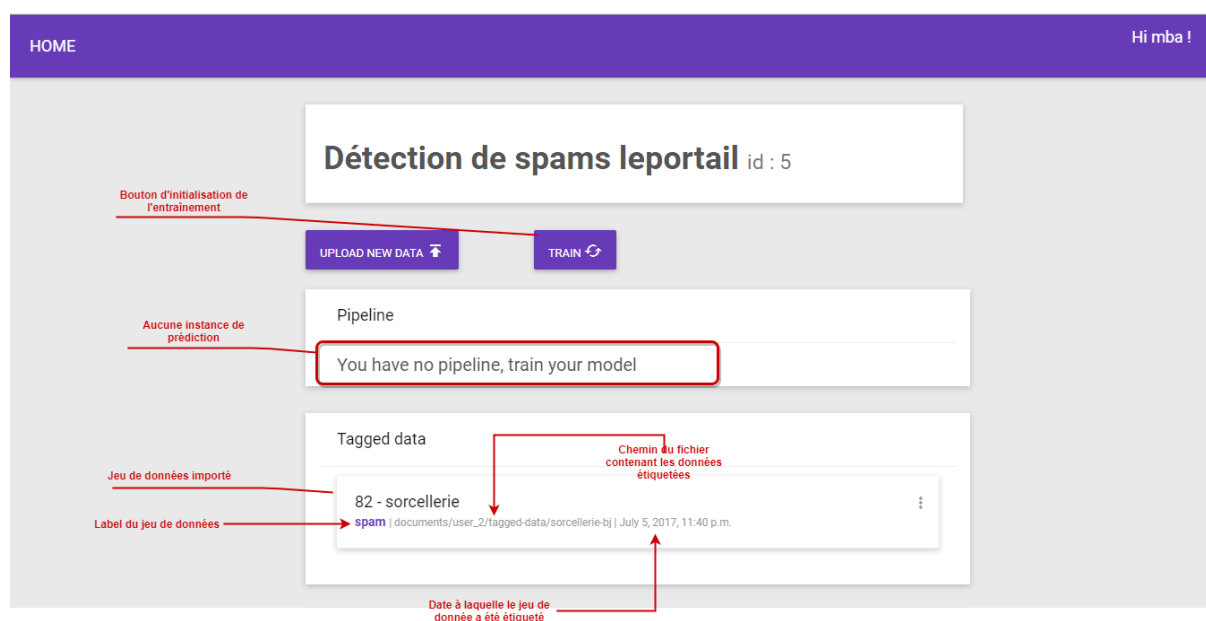 HOME
Hi mba !
Détection de spams leportail id : 5
Bouton d'initialisation de
l'entraînement
UPLOAD NEW DATA
TRAIN
Pipeline
Aucune instance de
prédiction
You have no pipeline, train your model
Tagged data
Chemin du fichier
contenant les données
étiquetées
Jeu de données importé
82 - sorcellerie
Label du jeu de données
spam | documents/user_2/tagged-data/sorcellerie-bj | July 5, 2017, 11:40 p.m.
Date à laquelle le jeu de
donnée a été étiqueté